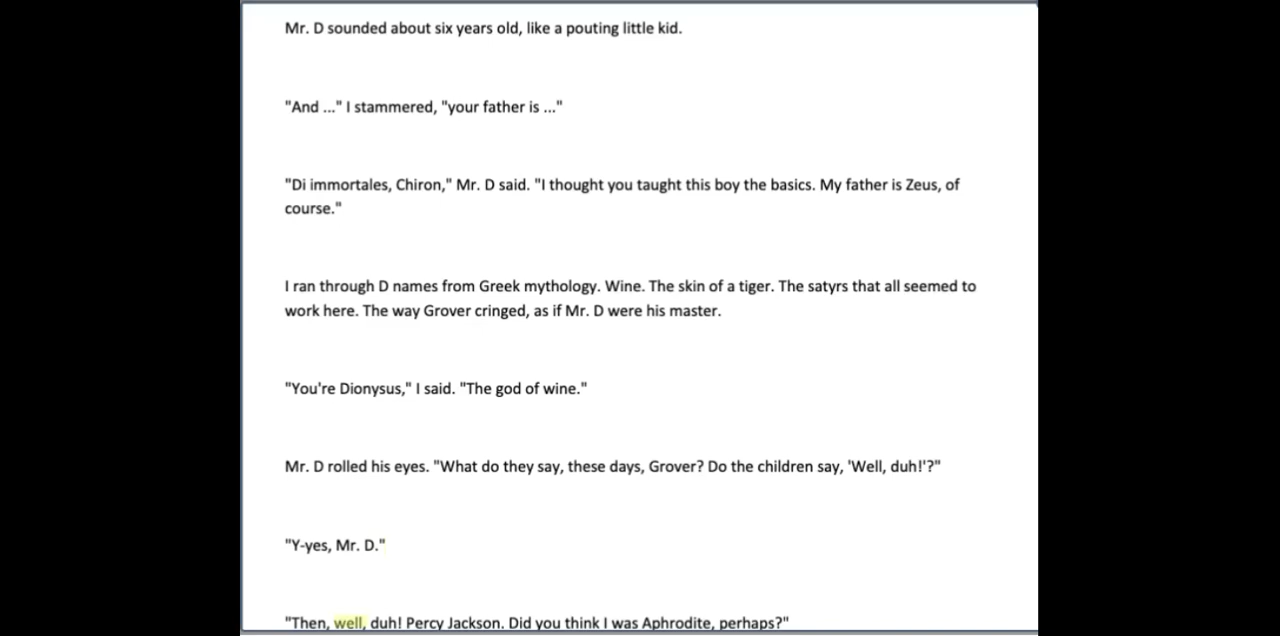 Mr. D sounded about six years old, like a pouting little kid.
"And ..." I stammered, "your father is ..."
"Di immortales, Chiron," Mr. D said. "I thought you taught this boy the basics. My father is Zeus, of
course."
I ran through D names from Greek mythology. Wine. The skin of a tiger. The satyrs that all seemed to
work here. The way Grover cringed, as if Mr. D were his master.
"You're Dionysus," I said. "The god of wine."
Mr. D rolled his eyes. "What do they say, these days, Grover? Do the children say, 'Well, duh!'?"
"Y-yes, Mr. D."
"Then, well, duh! Percy Jackson. Did you think I was Aphrodite, perhaps?"